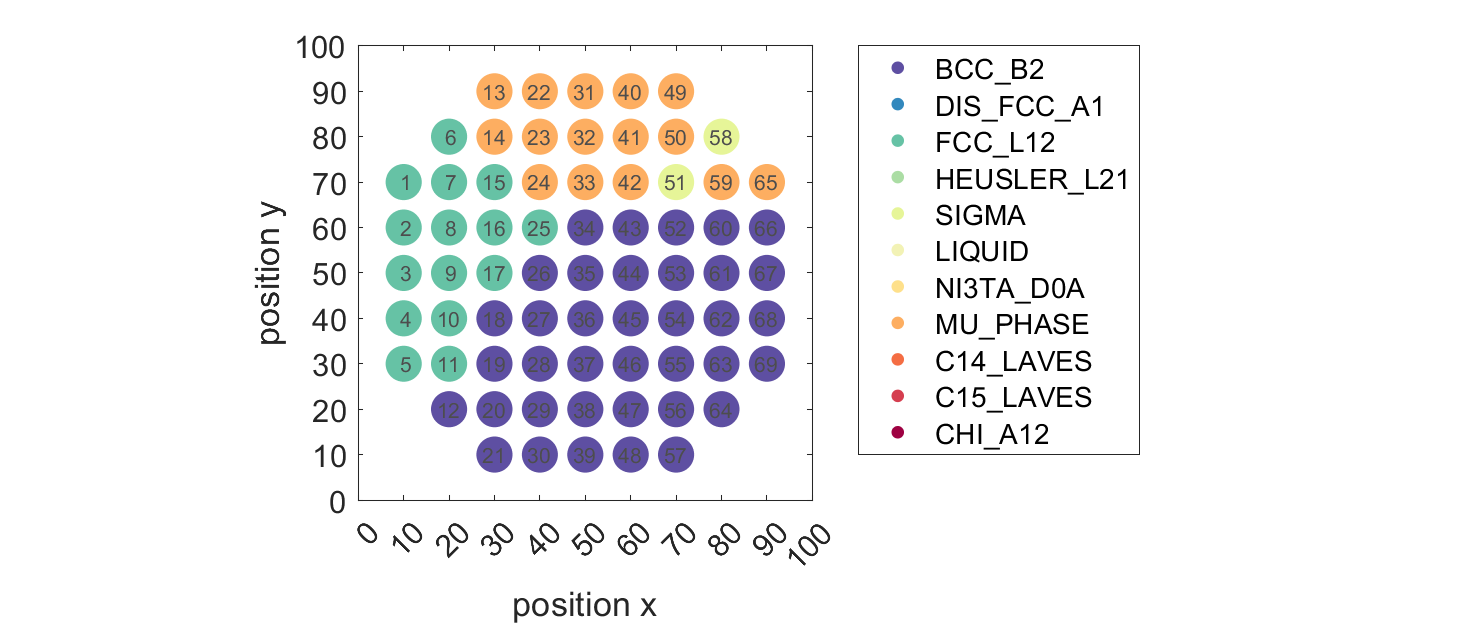 100
90
13 22 31 40 49
80
6 14 23 32 41 50 58
70
1 7 15 24 33 42 51 59 65
60
2 8 16 25 34 43 52 60 66
50
3 9 17 26 35 44 53 61 67
40
4 10 18 27 36 45 54 62 68
30
5 11 19 28 37 46 55 63 69
20
12 20 29 38 47 56 64
10
21 30 39 48 57
0
position y
0 10 20 30 40 50 60 70 80 90 100
position x
BCC_B2
DIS_FCC_A1
FCC_L12
HEUSLER_L21
SIGMA
LIQUID
NI3TA_D0A
MU_PHASE
C14_LAVES
C15_LAVES
CHI_A12